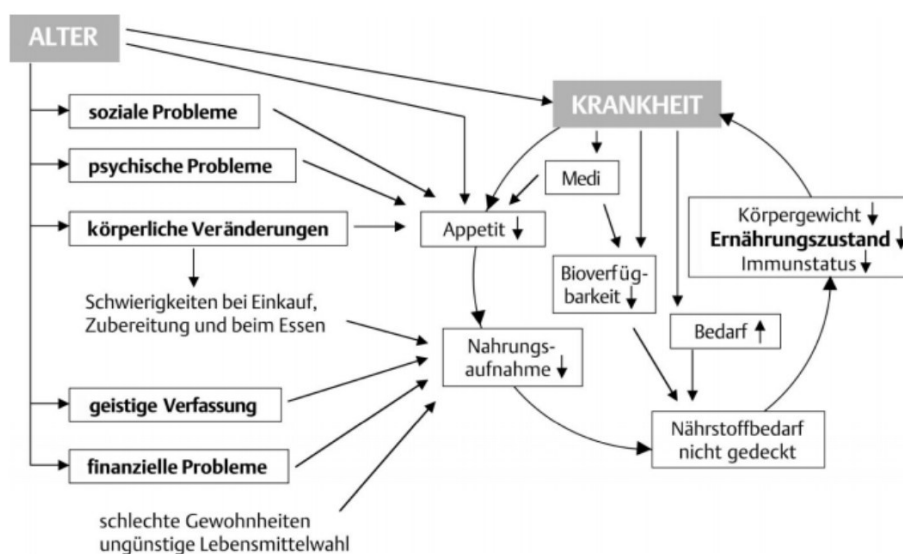 ALTER
KRANKHEIT
soziale Probleme
psychische Probleme
Medi
körperliche Veränderungen
Appetit ↓
Körpergewicht ↓
Ernährungszustand ↓
Immunstatus ↓
Bioverfüg-
barkeit ↓
Schwierigkeiten bei Einkauf,
Zubereitung und beim Essen
Bedarf ↑
Nahrungs-
aufnahme ↓
geistige Verfassung
Nährstoffbedarf
nicht gedeckt
finanzielle Probleme
schlechte Gewohnheiten
ungünstige Lebensmittelwahl